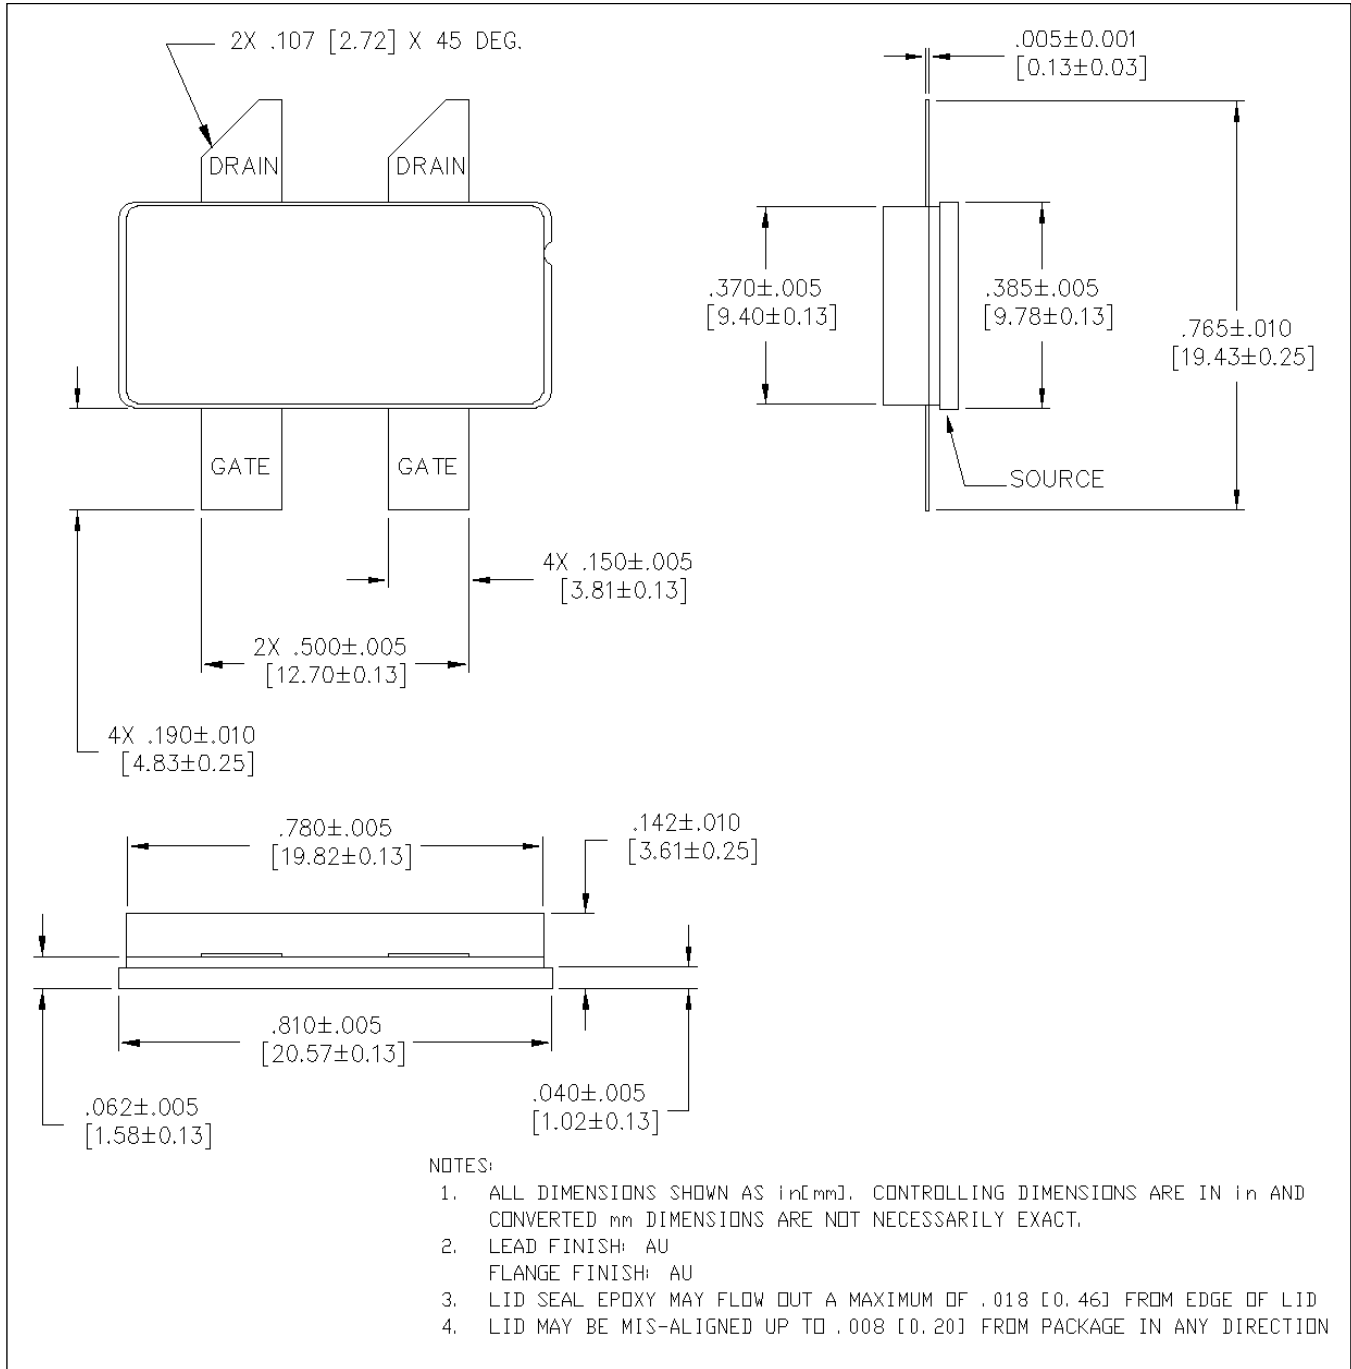 2X .107 [2.72] X 45 DEG.
.005±0.001
[0.13±0.03]
DRAIN
DRAIN
.370±.005
[9.40±0.13]
.385±.005
[9.78±0.13]
.765±.010
[19.43±0.25]
GATE
GATE
SOURCE
4X .150±.005
[3.81±0.13]
2X .500±.005
[12.70±0.13]
4X .190±.010
[4.83±0.25]
.780±.005
[19.82±0.13]
.142±.010
[3.61±0.25]
.810±.005
[20.57±0.13]
.062±.005
[1.58±0.13]
.040±.005
[1.02±0.13]
NOTES:
1. ALL DIMENSIONS SHOWN AS in[mm]. CONTROLLING DIMENSIONS ARE IN in AND
CONVERTED mm DIMENSIONS ARE NOT NECESSARILY EXACT.
2. LEAD FINISH: AU
FLANGE FINISH: AU
3. LID SEAL EPOXY MAY FLOW OUT A MAXIMUM OF .018 [0.46] FROM EDGE OF LID
4. LID MAY BE MIS-ALIGNED UP TO .008 [0.20] FROM PACKAGE IN ANY DIRECTION